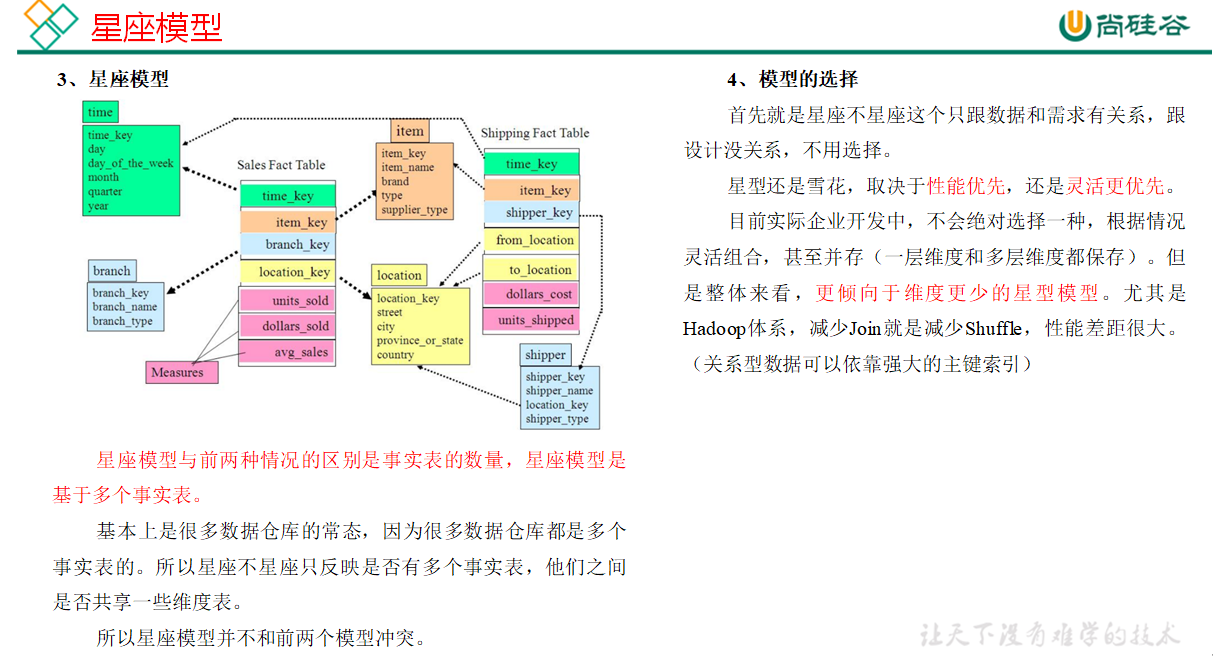 星座模型
尚硅谷
3、星座模型
time
time_key
day
day_of_the_week
month
quarter
year
Sales Fact Table
time_key
item_key
branch_key
location_key
units_sold
dollars_sold
avg_sales
Measures
branch
branch_key
branch_name
branch_type
item
item_key
item_name
brand
type
supplier_type
location
location_key
street
city
province_or_state
country
Shipping Fact Table
time_key
item_key
shipper_key
from_location
to_location
dollars_cost
units_shipped
shipper
shipper_key
shipper_name
location_key
shipper_type
星座模型与前两种情况的区别是事实表的数量，星座模型是
基于多个事实表。
基本上是很多数据仓库的常态，因为很多数据仓库都是多个
事实表的。所以星座不星座只反映是否有多个事实表，他们之间
是否共享一些维度表。
所以星座模型并不和前两个模型冲突。
4、模型的选择
首先就是星座不星座这个只跟数据和需求有关系，跟
设计没关系，不用选择。
星型还是雪花，取决于性能优先，还是灵活更优先。
目前实际企业开发中，不会绝对选择一种，根据情况
灵活组合，甚至并存（一层维度和多层维度都保存）。但
是整体来看，更倾向于维度更少的星型模型。尤其是
Hadoop体系，减少Join就是减少Shuffle，性能差距很大。
（关系型数据可以依靠强大的主键索引）
让天下没有难学的技术